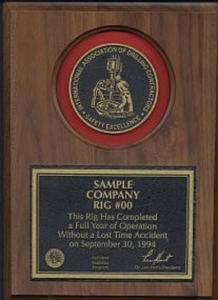 INTERNATIONAL ASSOCIATION OF DRILLING CONTRACTORS
• SAFETY EXCELLENCE •
SAMPLE
COMPANY
RIG #00
This Rig Has Completed
a Full Year of Operation
Without a Lost Time Accident
on September 30, 1994